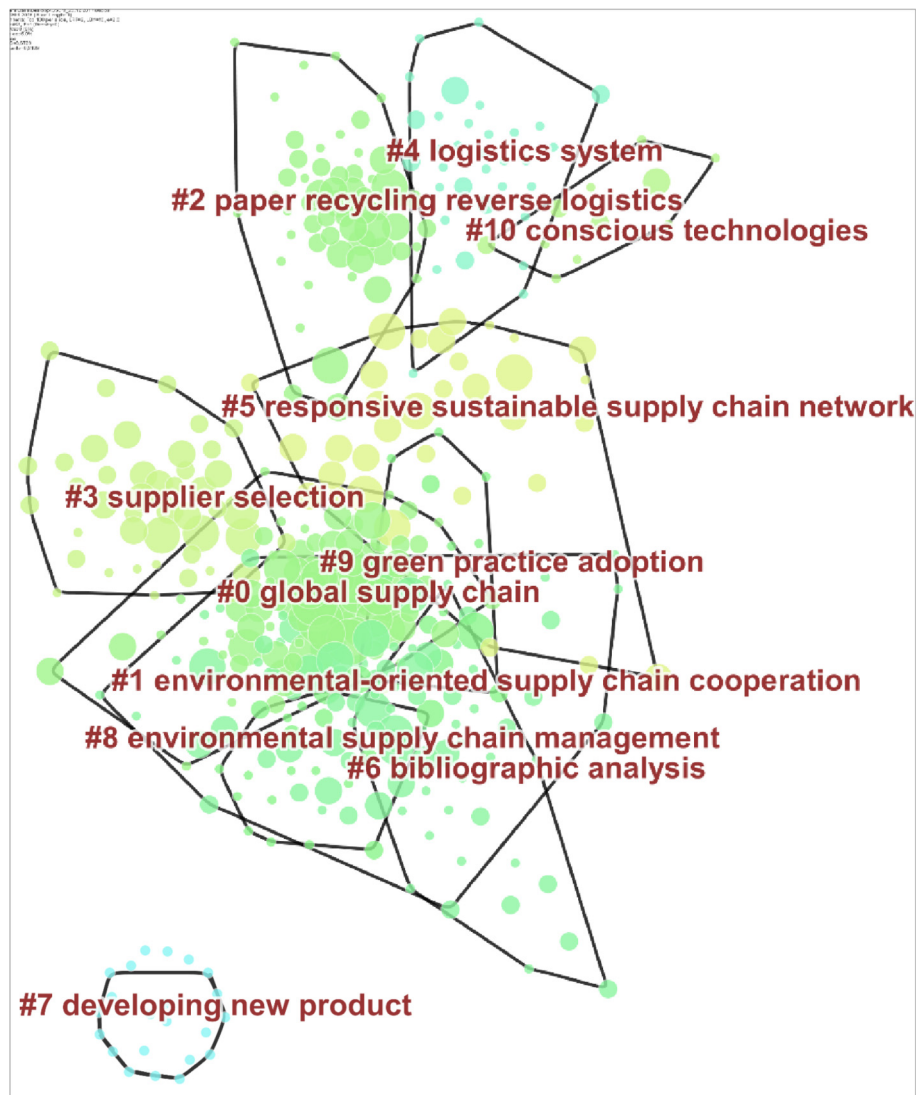 #4 logistics system
#2 paper recycling reverse logistics
#10 conscious technologies
#5 responsive sustainable supply chain network
#3 supplier selection
#9 green practice adoption
#0 global supply chain
#1 environmental-oriented supply chain cooperation
#8 environmental supply chain management
#6 bibliographic analysis
#7 developing new product